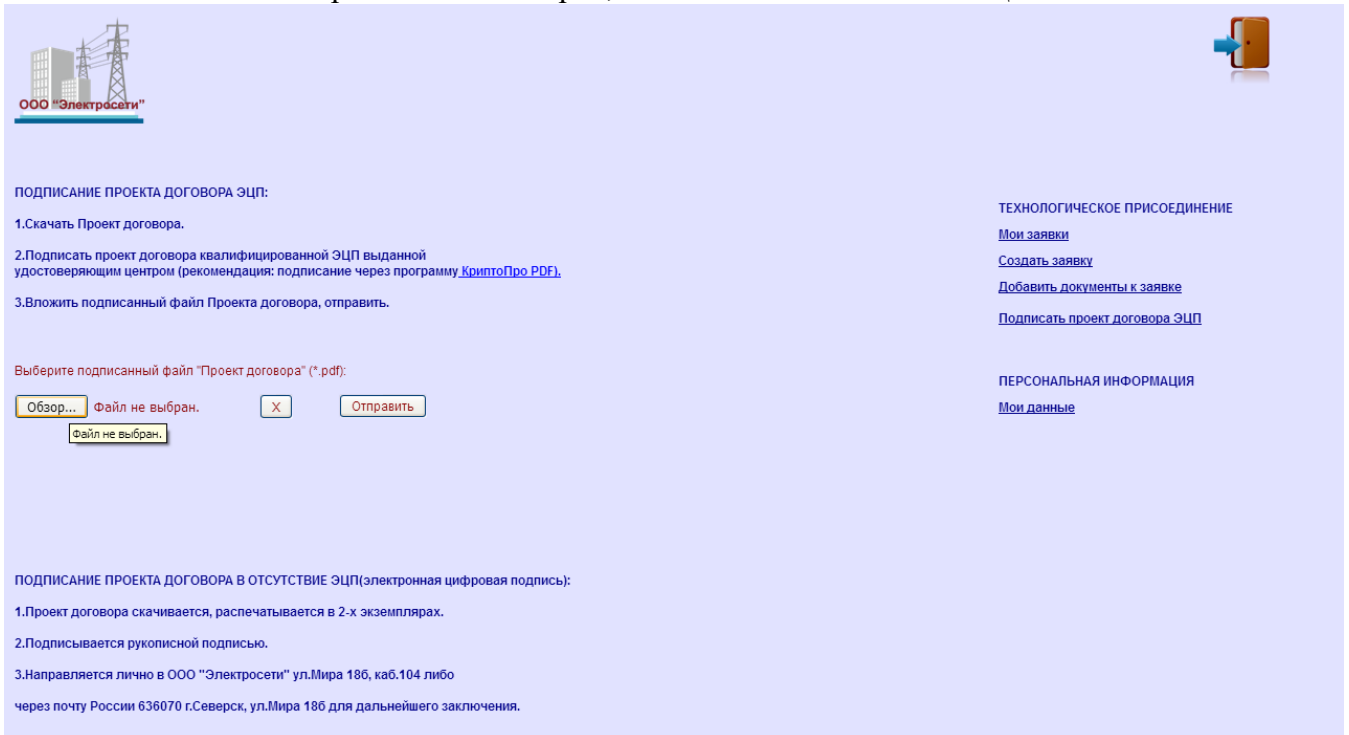 ООО "Электросети"
ПОДПИСАНИЕ ПРОЕКТА ДОГОВОРА ЭЦП:
1.Скачать Проект договора.
2.Подписать проект договора квалифицированной ЭЦП выданной
удостоверяющим центром (рекомендация: подписание через программу КриптоПро PDF).
3.Вложить подписанный файл Проекта договора, отправить.
Выберите подписанный файл "Проект договора" (*.pdf):
Обзор... Файл не выбран. X Отправить
Файл не выбран.
ТЕХНОЛОГИЧЕСКОЕ ПРИСОЕДИНЕНИЕ
Мои заявки
Создать заявку
Добавить документы к заявке
Подписать проект договора ЭЦП
ПЕРСОНАЛЬНАЯ ИНФОРМАЦИЯ
Мои данные
ПОДПИСАНИЕ ПРОЕКТА ДОГОВОРА В ОТСУТСТВИЕ ЭЦП(электронная цифровая подпись):
1.Проект договора скачивается, распечатывается в 2-х экземплярах.
2.Подписывается рукописной подписью.
3.Направляется лично в ООО "Электросети" ул.Мира 18б, каб.104 либо
через почту России 636070 г.Северск, ул.Мира 18б для дальнейшего заключения.